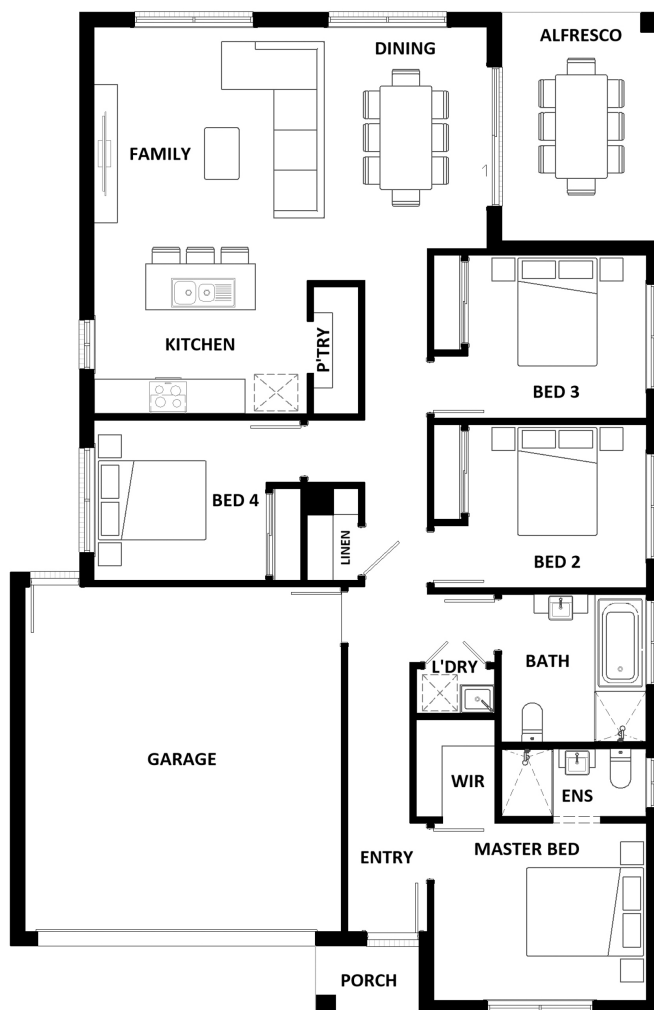 DINING
ALFRESCO
FAMILY
KITCHEN
P'TRY
BED 3
BED 4
LINEN
BED 2
L'DRY
BATH
GARAGE
WIR
ENS
ENTRY
MASTER BED
PORCH